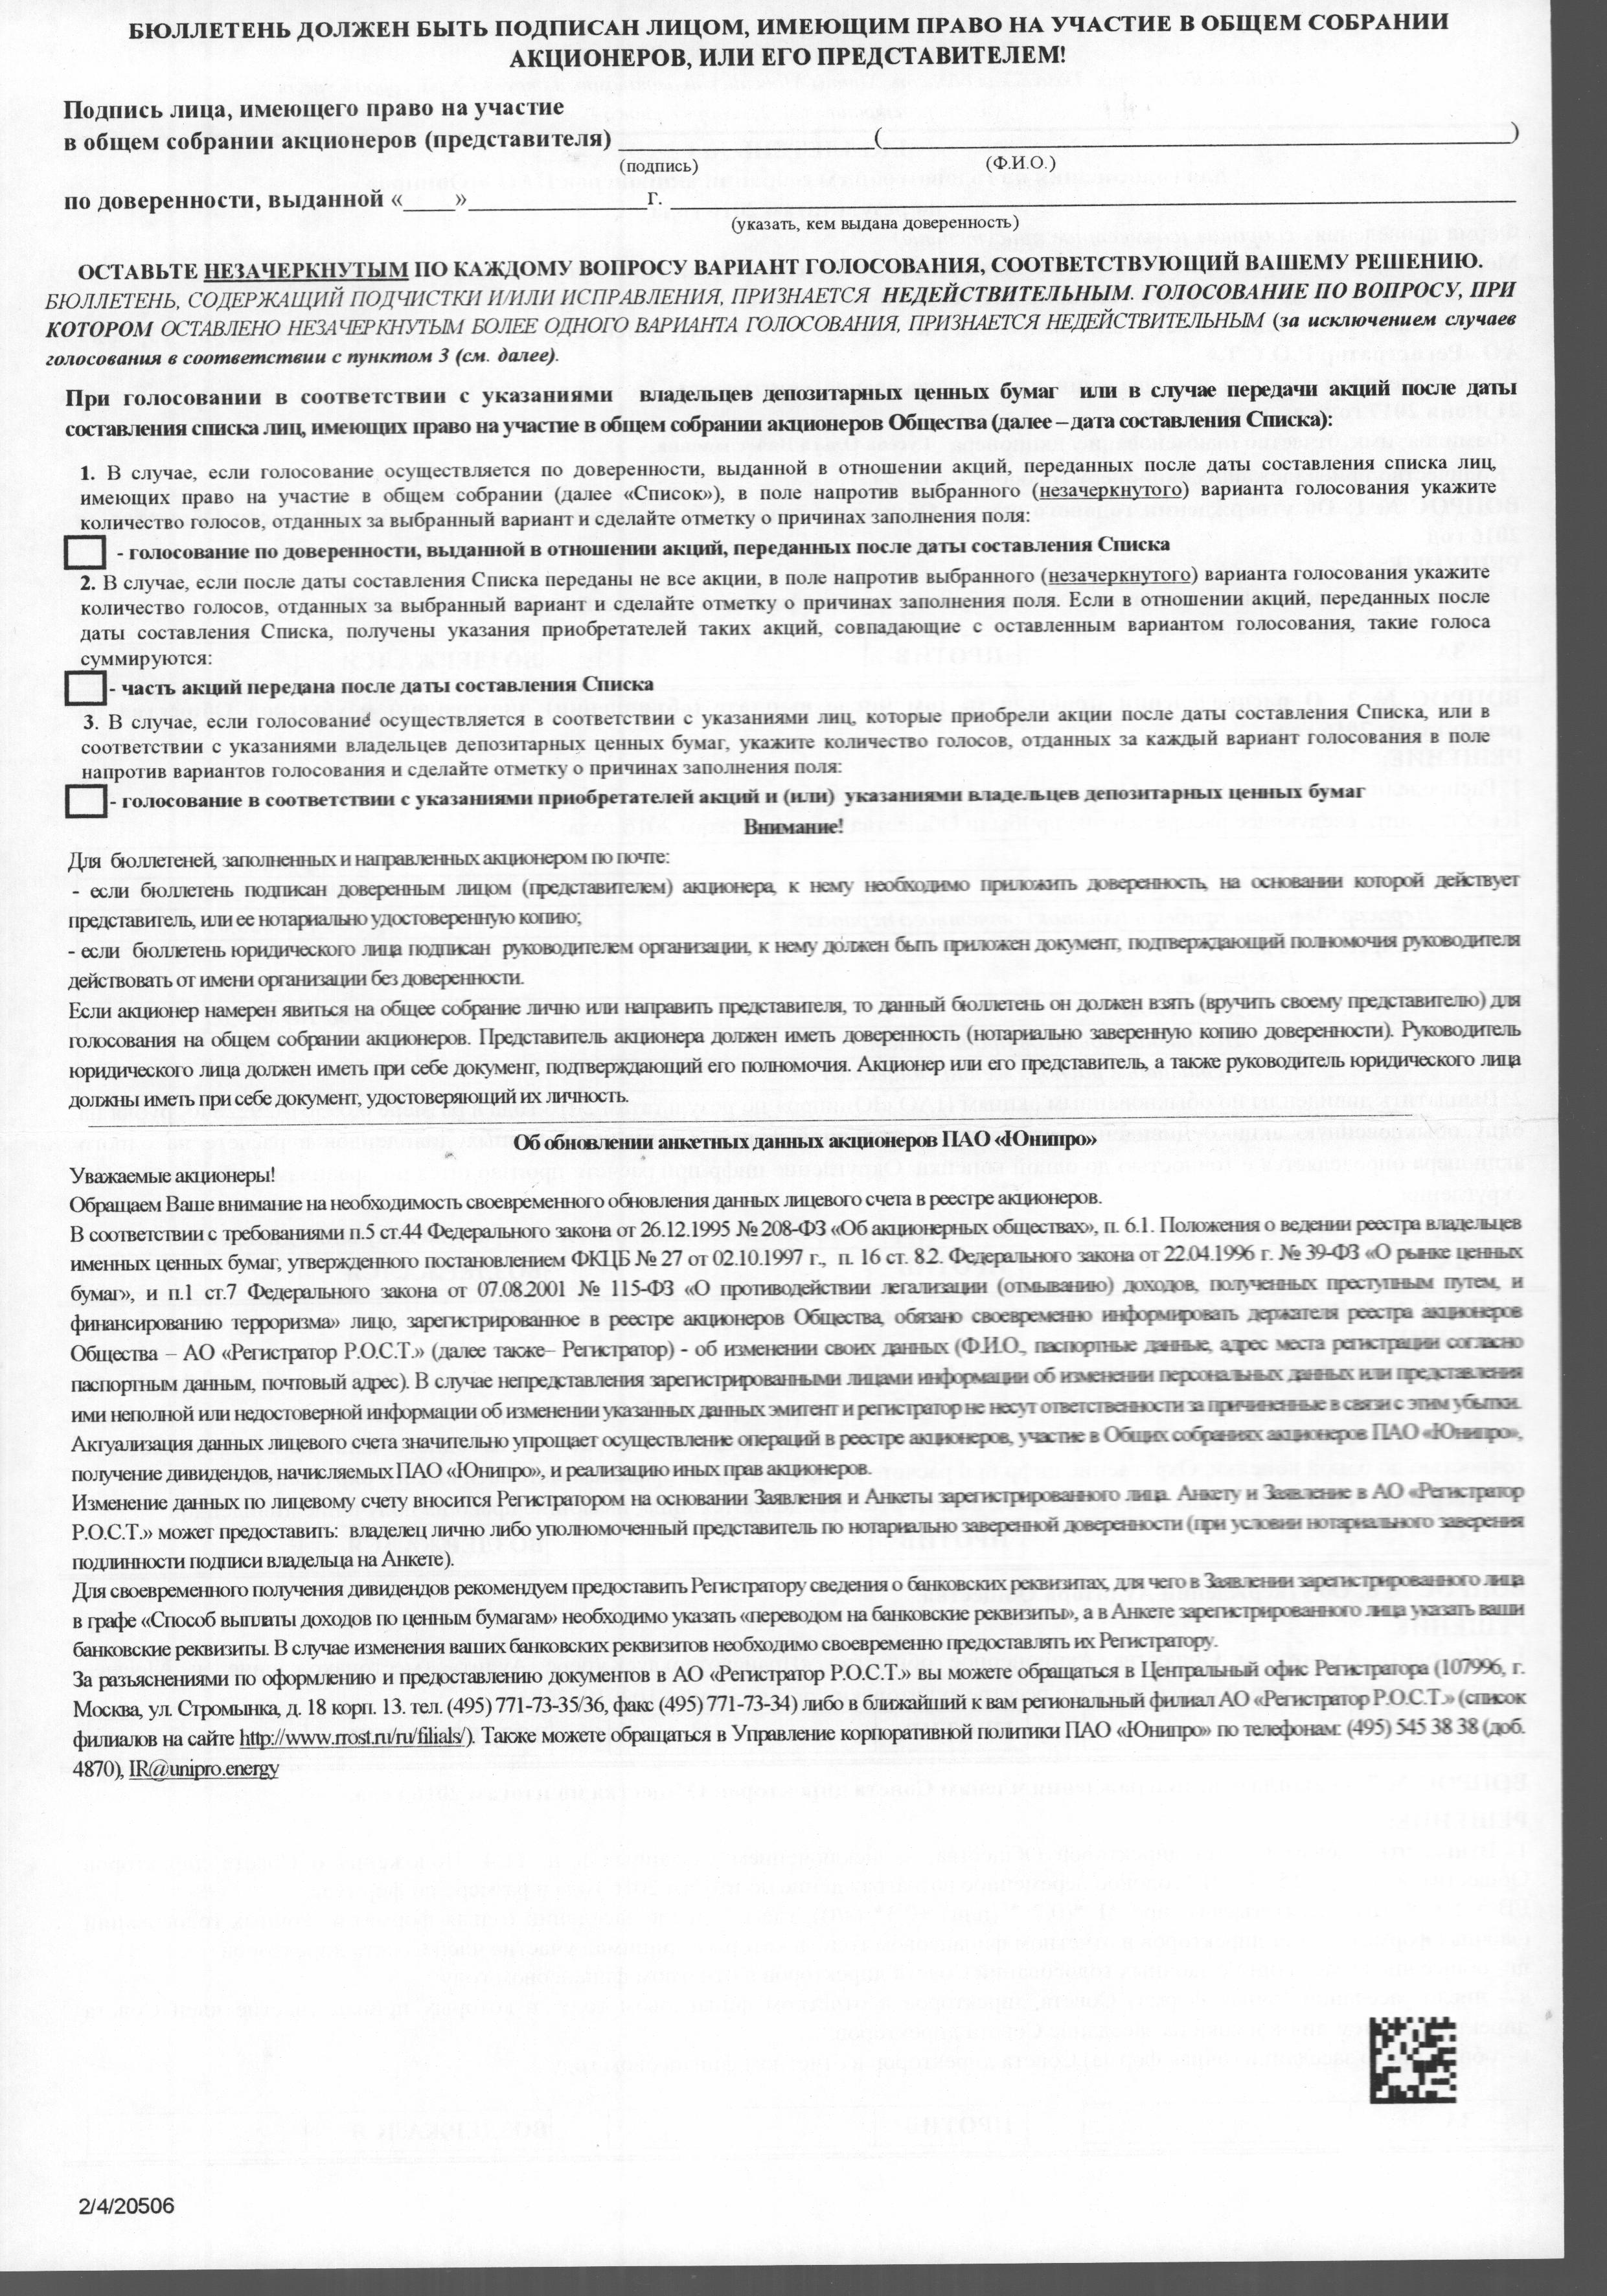 БЮЛЛЕТЕНЬ ДОЛЖЕН БЫТЬ ПОДПИСАН ЛИЦОМ, ИМЕЮЩИМ ПРАВО НА УЧАСТИЕ В ОБЩЕМ СОБРАНИИ
АКЦИОНЕРОВ, ИЛИ ЕГО ПРЕДСТАВИТЕЛЕМ!
Подпись лица, имеющего право на участие
в общем собрании акционеров (представителя) ____________(____________)
(подпись) (Ф.И.О.)
по доверенности, выданной «____»____________г. ____________
(указать, кем выдана доверенность)
ОСТАВЬТЕ НЕЗАЧЕРКНУТЫМ ПО КАЖДОМУ ВОПРОСУ ВАРИАНТ ГОЛОСОВАНИЯ, СООТВЕТСТВУЮЩИЙ ВАШЕМУ РЕШЕНИЮ.
БЮЛЛЕТЕНЬ, СОДЕРЖАЩИЙ ПОДЧИСТКИ И/ИЛИ ИСПРАВЛЕНИЯ, ПРИЗНАЕТСЯ НЕДЕЙСТВИТЕЛЬНЫМ. ГОЛОСОВАНИЕ ПО ВОПРОСУ, ПРИ
КОТОРОМ ОСТАВЛЕНО НЕЗАЧЕРКНУТЫМ БОЛЕЕ ОДНОГО ВАРИАНТА ГОЛОСОВАНИЯ, ПРИЗНАЕТСЯ НЕДЕЙСТВИТЕЛЬНЫМ (за исключением случаев
голосования в соответствии с пунктом 3 (см. далее).
При голосовании в соответствии с указаниями владельцев депозитарных ценных бумаг или в случае передачи акций после даты
составления списка лиц, имеющих право на участие в общем собрании акционеров Общества (далее – дата составления Списка):
1. В случае, если голосование осуществляется по доверенности, выданной в отношении акций, переданных после даты составления списка лиц,
имеющих право на участие в общем собрании (далее «Список»), в поле напротив выбранного (незачеркнутого) варианта голосования укажите
количество голосов, отданных за выбранный вариант и сделайте отметку о причинах заполнения поля:
- голосование по доверенности, выданной в отношении акций, переданных после даты составления Списка
2. В случае, если после даты составления Списка переданы не все акции, в поле напротив выбранного (незачеркнутого) варианта голосования укажите
количество голосов, отданных за выбранный вариант и сделайте отметку о причинах заполнения поля. Если в отношении акций, переданных после
даты составления Списка, получены указания приобретателей таких акций, совпадающие с оставленным вариантом голосования, такие голоса
суммируются:
- часть акций передана после даты составления Списка
3. В случае, если голосование осуществляется в соответствии с указаниями лиц, которые приобрели акции после даты составления Списка, или в
соответствии с указаниями владельцев депозитарных ценных бумаг, укажите количество голосов, отданных за каждый вариант голосования в поле
напротив вариантов голосования и сделайте отметку о причинах заполнения поля:
- голосование в соответствии с указаниями приобретателей акций и (или) указаниями владельцев депозитарных ценных бумаг
Внимание!
Для бюллетеней, заполненных и направленных акционером по почте:
- если бюллетень подписан доверенным лицом (представителем) акционера, к нему необходимо приложить доверенность, на основании которой действует
представитель, или ее нотариально удостоверенную копию;
- если бюллетень юридического лица подписан руководителем организации, к нему должен быть приложен документ, подтверждающий полномочия руководителя
действовать от имени организации без доверенности.
Если акционер намерен явиться на общее собрание лично или направить представителя, то данный бюллетень он должен взять (вручить своему представителю) для
голосования на общем собрании акционеров. Представитель акционера должен иметь доверенность (нотариально заверенную копию доверенности). Руководитель
юридического лица должен иметь при себе документ, подтверждающий его полномочия. Акционер или его представитель, а также руководитель юридического лица
должны иметь при себе документ, удостоверяющий их личность.
Об обновлении анкетных данных акционеров ПАО «Юнипро»
Уважаемые акционеры!
Обращаем Ваше внимание на необходимость своевременного обновления данных лицевого счета в реестре акционеров.
В соответствии с требованиями п.5 ст.44 Федерального закона от 26.12.1995 № 208-ФЗ «Об акционерных обществах», п. 6.1. Положения о ведении реестра владельцев
именных ценных бумаг, утвержденного постановлением ФКЦБ № 27 от 02.10.1997 г., п. 16 ст. 8.2. Федерального закона от 22.04.1996 г. № 39-ФЗ «О рынке ценных
бумаг», и п.1 ст.7 Федерального закона от 07.08.2001 № 115-ФЗ «О противодействии легализации (отмыванию) доходов, полученных преступным путем, и
финансированию терроризма» лицо, зарегистрированное в реестре акционеров Общества, обязано своевременно информировать держателя реестра акционеров
Общества – АО «Регистратор Р.О.С.Т.» (далее также– Регистратор) - об изменении своих данных (Ф.И.О., паспортные данные, адрес места регистрации согласно
паспортным данным, почтовый адрес). В случае непредставления зарегистрированными лицами информации об изменении персональных данных или представления
ими неполной или недостоверной информации об изменении указанных данных эмитент и регистратор не несут ответственности за причиненные в связи с этим убытки.
Актуализация данных лицевого счета значительно упрощает осуществление операций в реестре акционеров, участие в Общих собраниях акционеров ПАО «Юнипро»,
получение дивидендов, начисляемых ПАО «Юнипро», и реализацию иных прав акционеров.
Изменение данных по лицевому счету вносится Регистратором на основании Заявления и Анкеты зарегистрированного лица. Анкету и Заявление в АО «Регистратор
Р.О.С.Т.» может предоставить: владелец лично либо уполномоченный представитель по нотариально заверенной доверенности (при условии нотариального заверения
подлинности подписи владельца на Анкете).
Для своевременного получения дивидендов рекомендуем предоставить Регистратору сведения о банковских реквизитах, для чего в Заявлении зарегистрированного лица
в графе «Способ выплаты доходов по ценным бумагам» необходимо указать «переводом на банковские реквизиты», а в Анкете зарегистрированного лица указать ваши
банковские реквизиты. В случае изменения ваших банковских реквизитов необходимо своевременно предоставлять их Регистратору.
За разъяснениями по оформлению и предоставлению документов в АО «Регистратор Р.О.С.Т.» вы можете обращаться в Центральный офис Регистратора (107996, г.
Москва, ул. Стромынка, д. 18 корп. 13. тел. (495) 771-73-35/36, факс (495) 771-73-34) либо в ближайший к вам региональный филиал АО «Регистратор Р.О.С.Т.» (список
филиалов на сайте http://www.rrost.ru/ru/filials/). Также можете обращаться в Управление корпоративной политики ПАО «Юнипро» по телефонам: (495) 545 38 38 (доб.
4870), IR@unipro.energy
2/4/20506